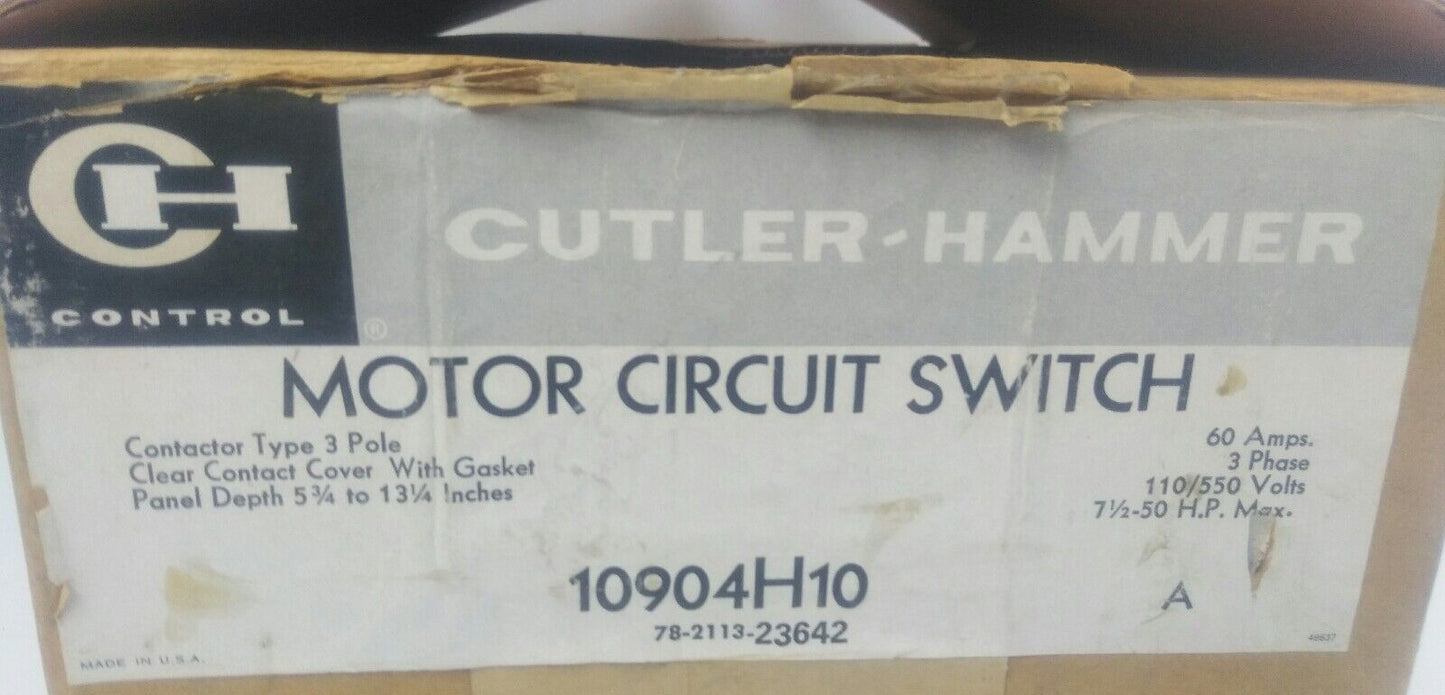 CH
CONTROL
®
CUTLER-HAMMER
MOTOR CIRCUIT SWITCH
Contactor Type 3 Pole
Clear Contact Cover With Gasket
Panel Depth 5¾ to 13¼ Inches
60 Amps.
3 Phase
110/550 Volts
7½-50 H.P. Max.
10904H10
78-2113-23642
A
MADE IN U.S.A.
48637